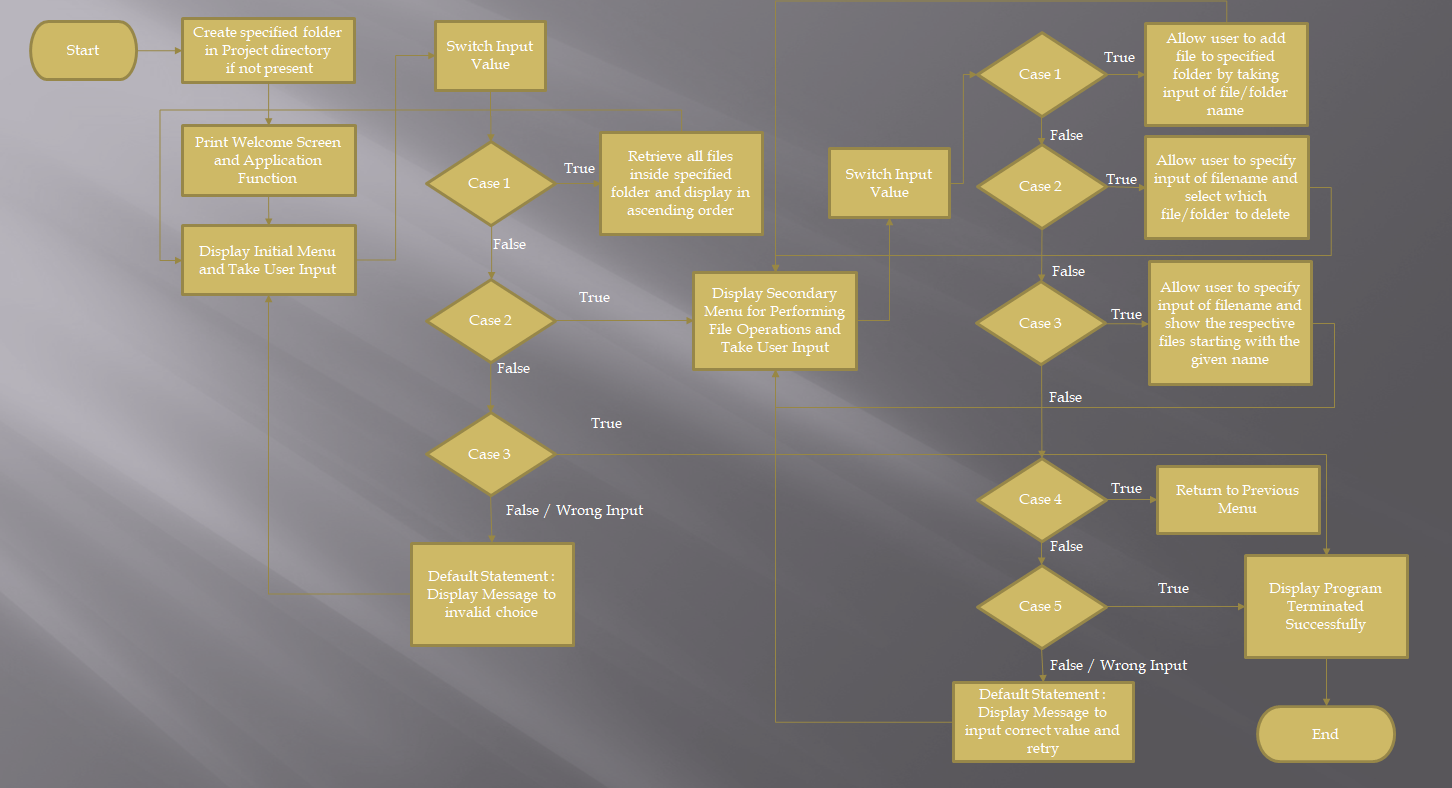 Start
Create specified folder
in Project directory
if not present
Print Welcome Screen
and Application
Function
Display Initial Menu
and Take User Input
Switch Input
Value
Case 1
True
Retrieve all files
inside specified
folder and display in
ascending order
False
Case 2
True
False
Case 3
True
False / Wrong Input
Default Statement :
Display Message to
invalid choice
Display Secondary
Menu for Performing
File Operations and
Take User Input
Switch Input
Value
Case 1
True
Allow user to add
file to specified
folder by taking
input of file/folder
name
False
Case 2
True
Allow user to specify
input of filename and
select which
file/folder to delete
False
Case 3
True
Allow user to specify
input of filename and
show the respective
files starting with the
given name
False
Case 4
True
Return to Previous
Menu
False
Case 5
True
Display Program
Terminated
Successfully
False / Wrong Input
Default Statement :
Display Message to
input correct value and
retry
End